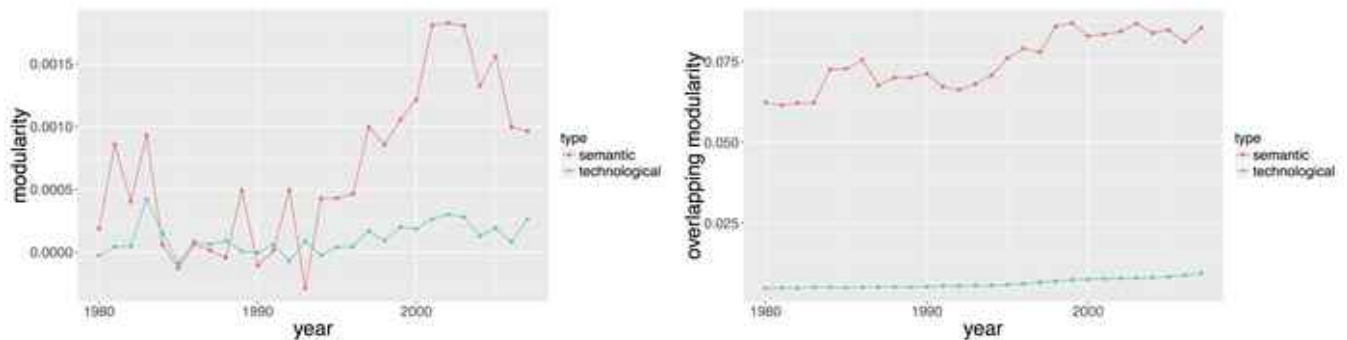 modularity
0.0015
0.0010
0.0005
0.0000
1980
1990
2000
year
type
semantic
technological
overlapping modularity
0.075
0.050
0.025
1980
1990
2000
year
type
semantic
technological